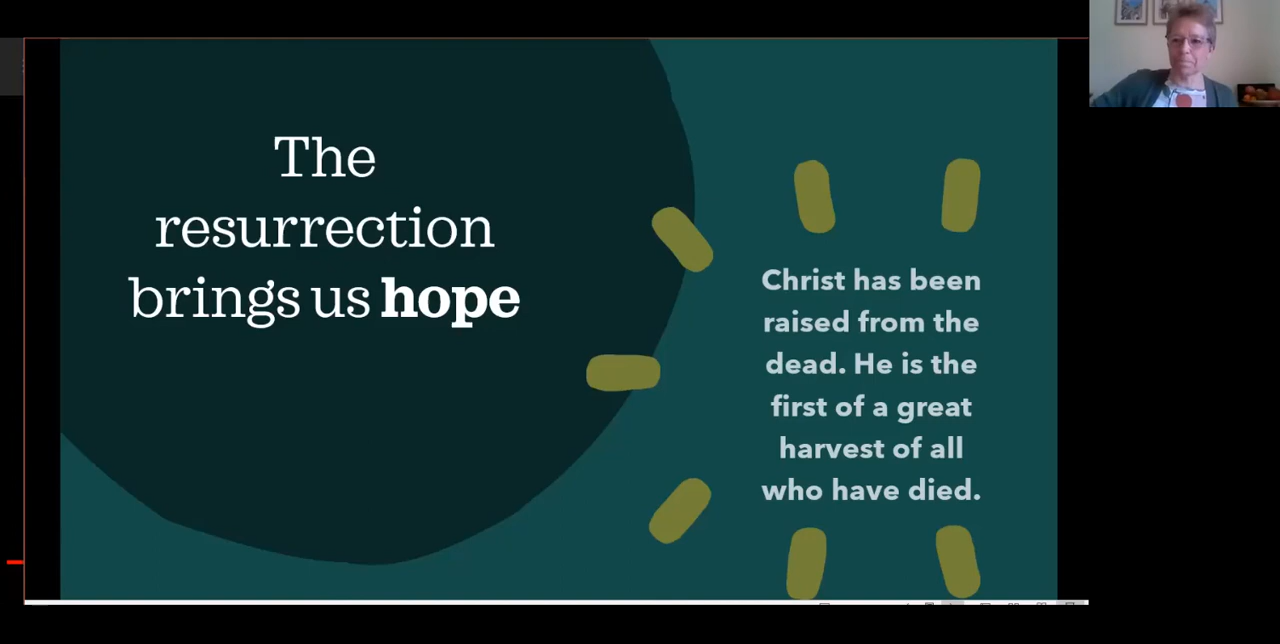 The
resurrection
brings us hope
Christ has been
raised from the
dead. He is the
first of a great
harvest of all
who have died.